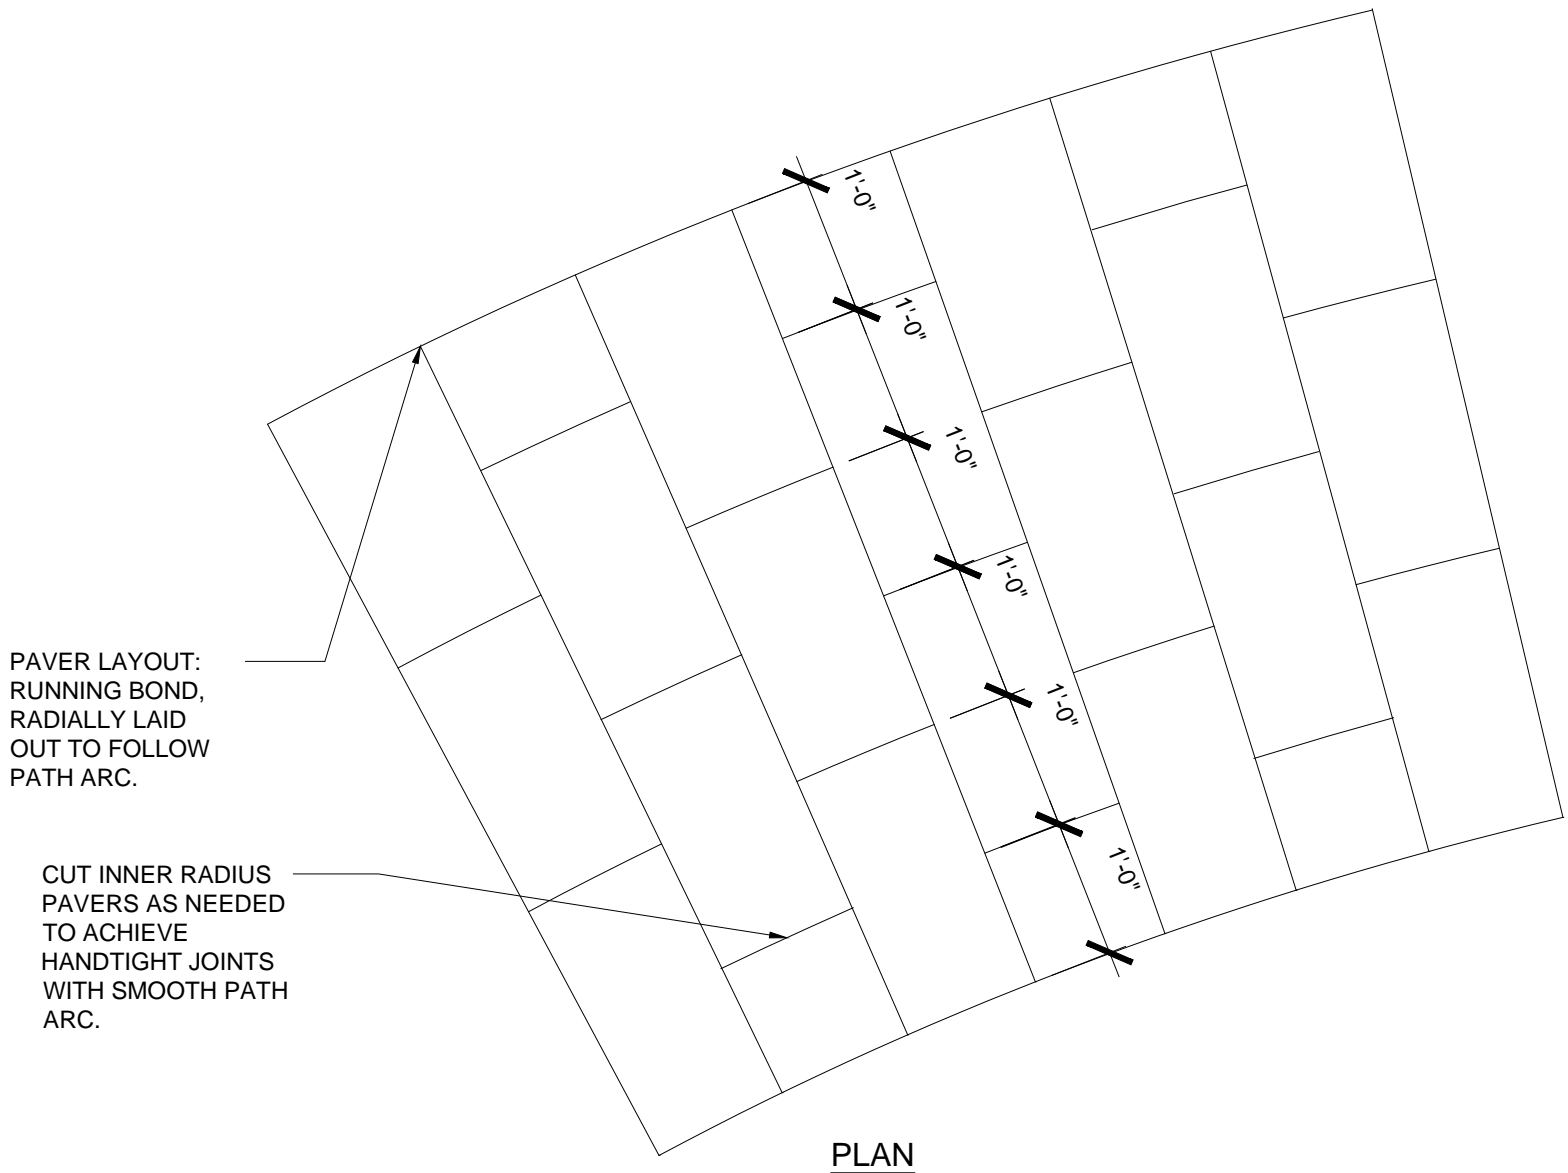 1'-0"
1'-0"
1'-0"
1'-0"
1'-0"
1'-0"
PAVER LAYOUT:
RUNNING BOND,
RADIALLY LAID
OUT TO FOLLOW
PATH ARC.
CUT INNER RADIUS
PAVERS AS NEEDED
TO ACHIEVE
HANDTIGHT JOINTS
WITH SMOOTH PATH
ARC.
PLAN